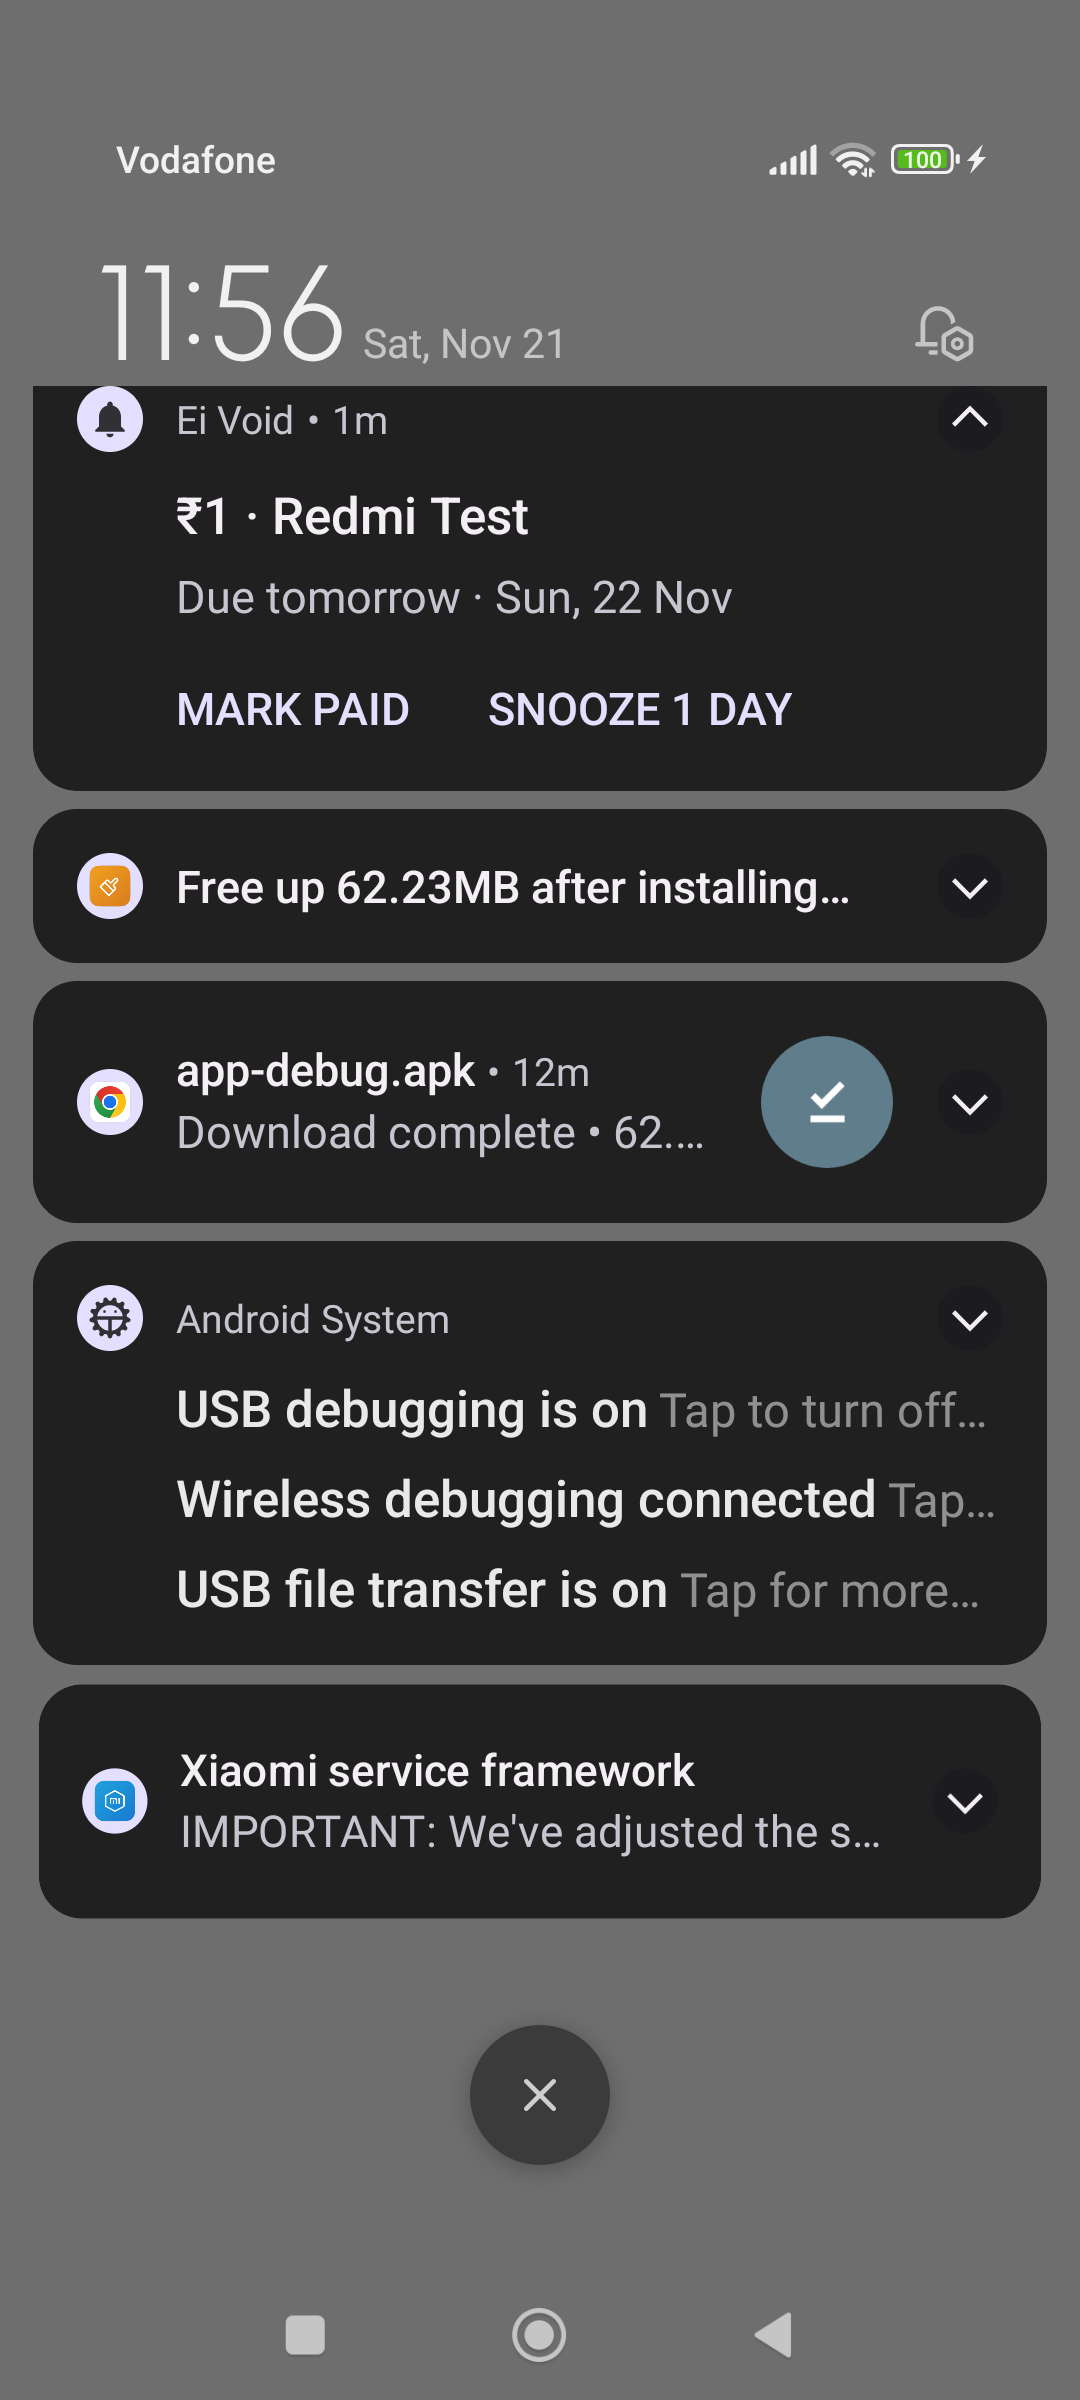 Vodafone
100
11:56 Sat, Nov 21
Ei Void • 1m
₹1 · Redmi Test
Due tomorrow · Sun, 22 Nov
MARK PAID SNOOZE 1 DAY
Free up 62.23MB after installing...
app-debug.apk • 12m
Download complete • 62....
Android System
USB debugging is on Tap to turn off...
Wireless debugging connected Tap...
USB file transfer is on Tap for more...
Xiaomi service framework
IMPORTANT: We've adjusted the s...